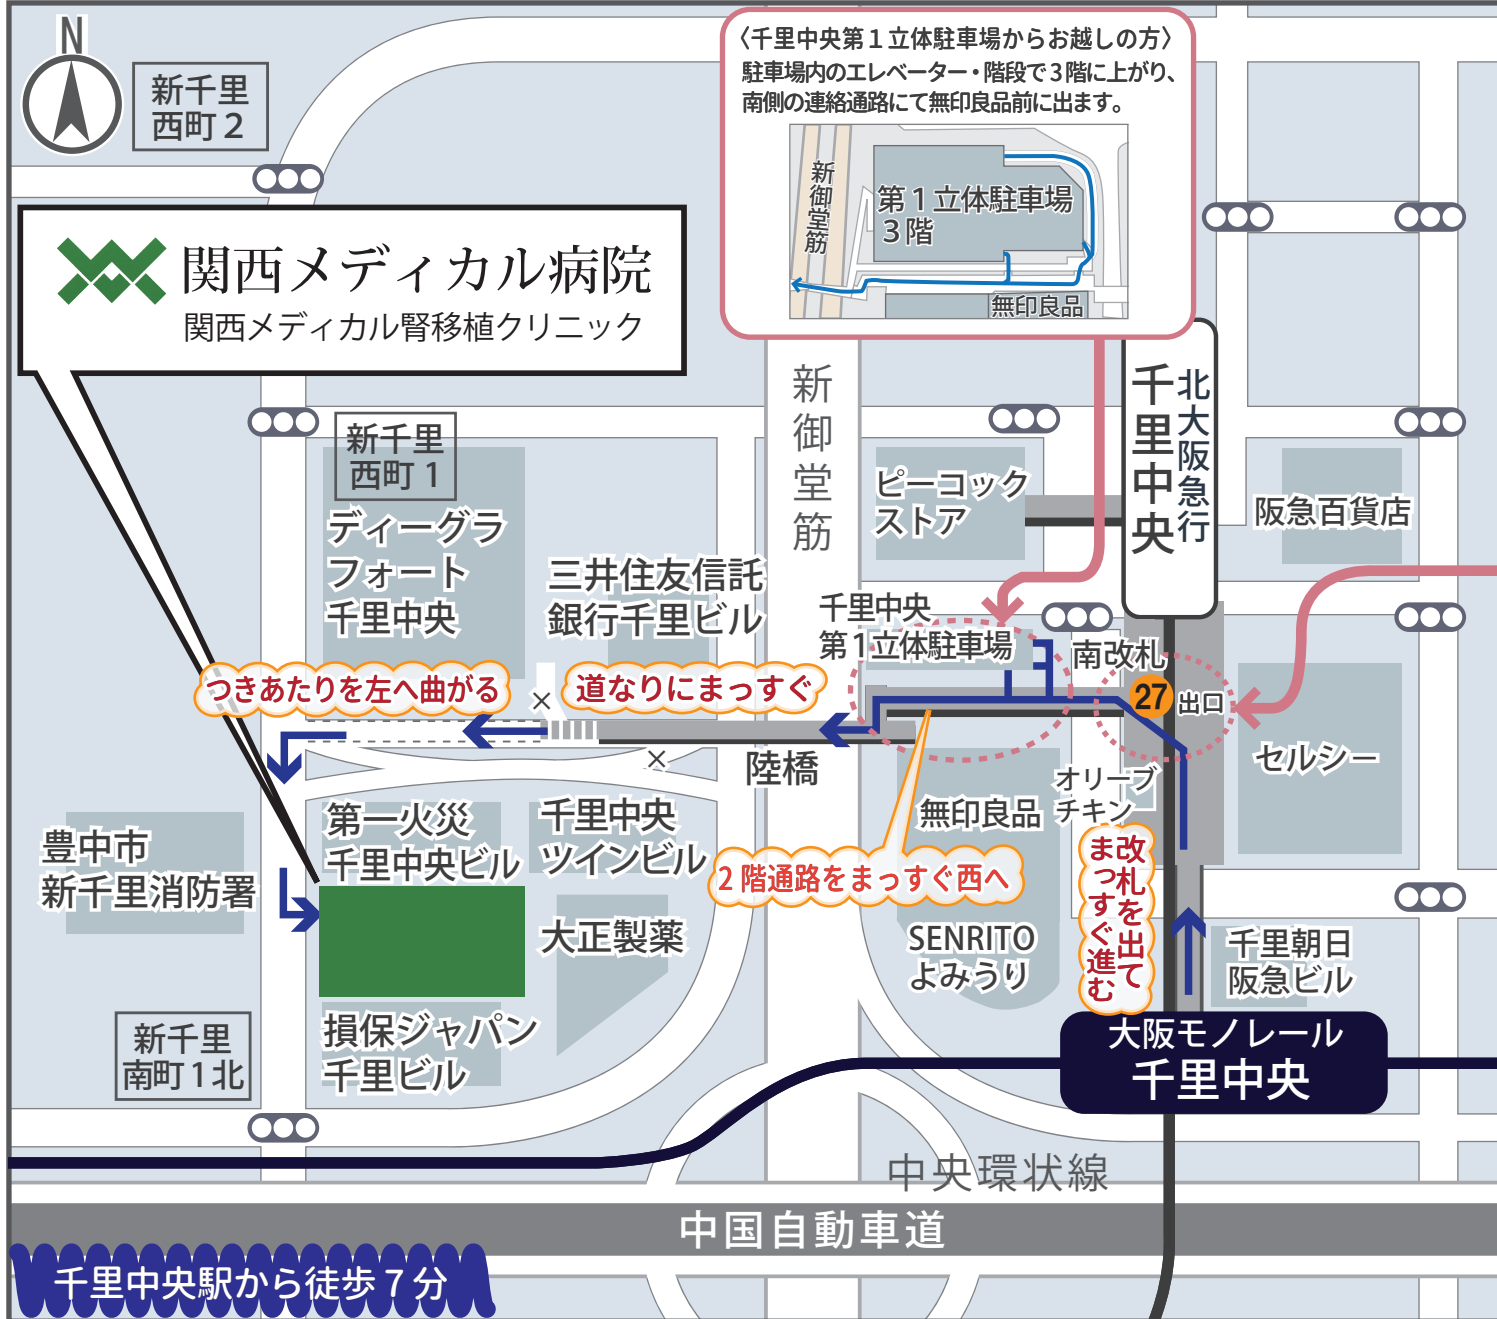 N
新千里
西町2
〈千里中央第1立体駐車場からお越しの方〉
駐車場内のエレベーター・階段で3階に上がり、
南側の連絡通路にて無印良品前に出ます。
新御堂筋
第1立体駐車場
3階
無印良品
関西メディカル病院
関西メディカル腎移植クリニック
新御堂筋
北大阪急行
千里中央
新千里
西町1
ディーグラ
フォート
千里中央
三井住友信託
銀行千里ビル
ピーコック
ストア
阪急百貨店
千里中央
第1立体駐車場
南改札
27
出口
つきあたりを左へ曲がる
道なりにまっすぐ
陸橋
セルシー
オリーブ
チキン
無印良品
第一火災
千里中央ビル
千里中央
ツインビル
豊中市
新千里消防署
2階通路をまっすぐ西へ
改札を出て
まっすぐ進む
大正製薬
SENRITO
よみうり
千里朝日
阪急ビル
損保ジャパン
千里ビル
新千里
南町1北
大阪モノレール
千里中央
中央環状線
中国自動車道
千里中央駅から徒歩7分